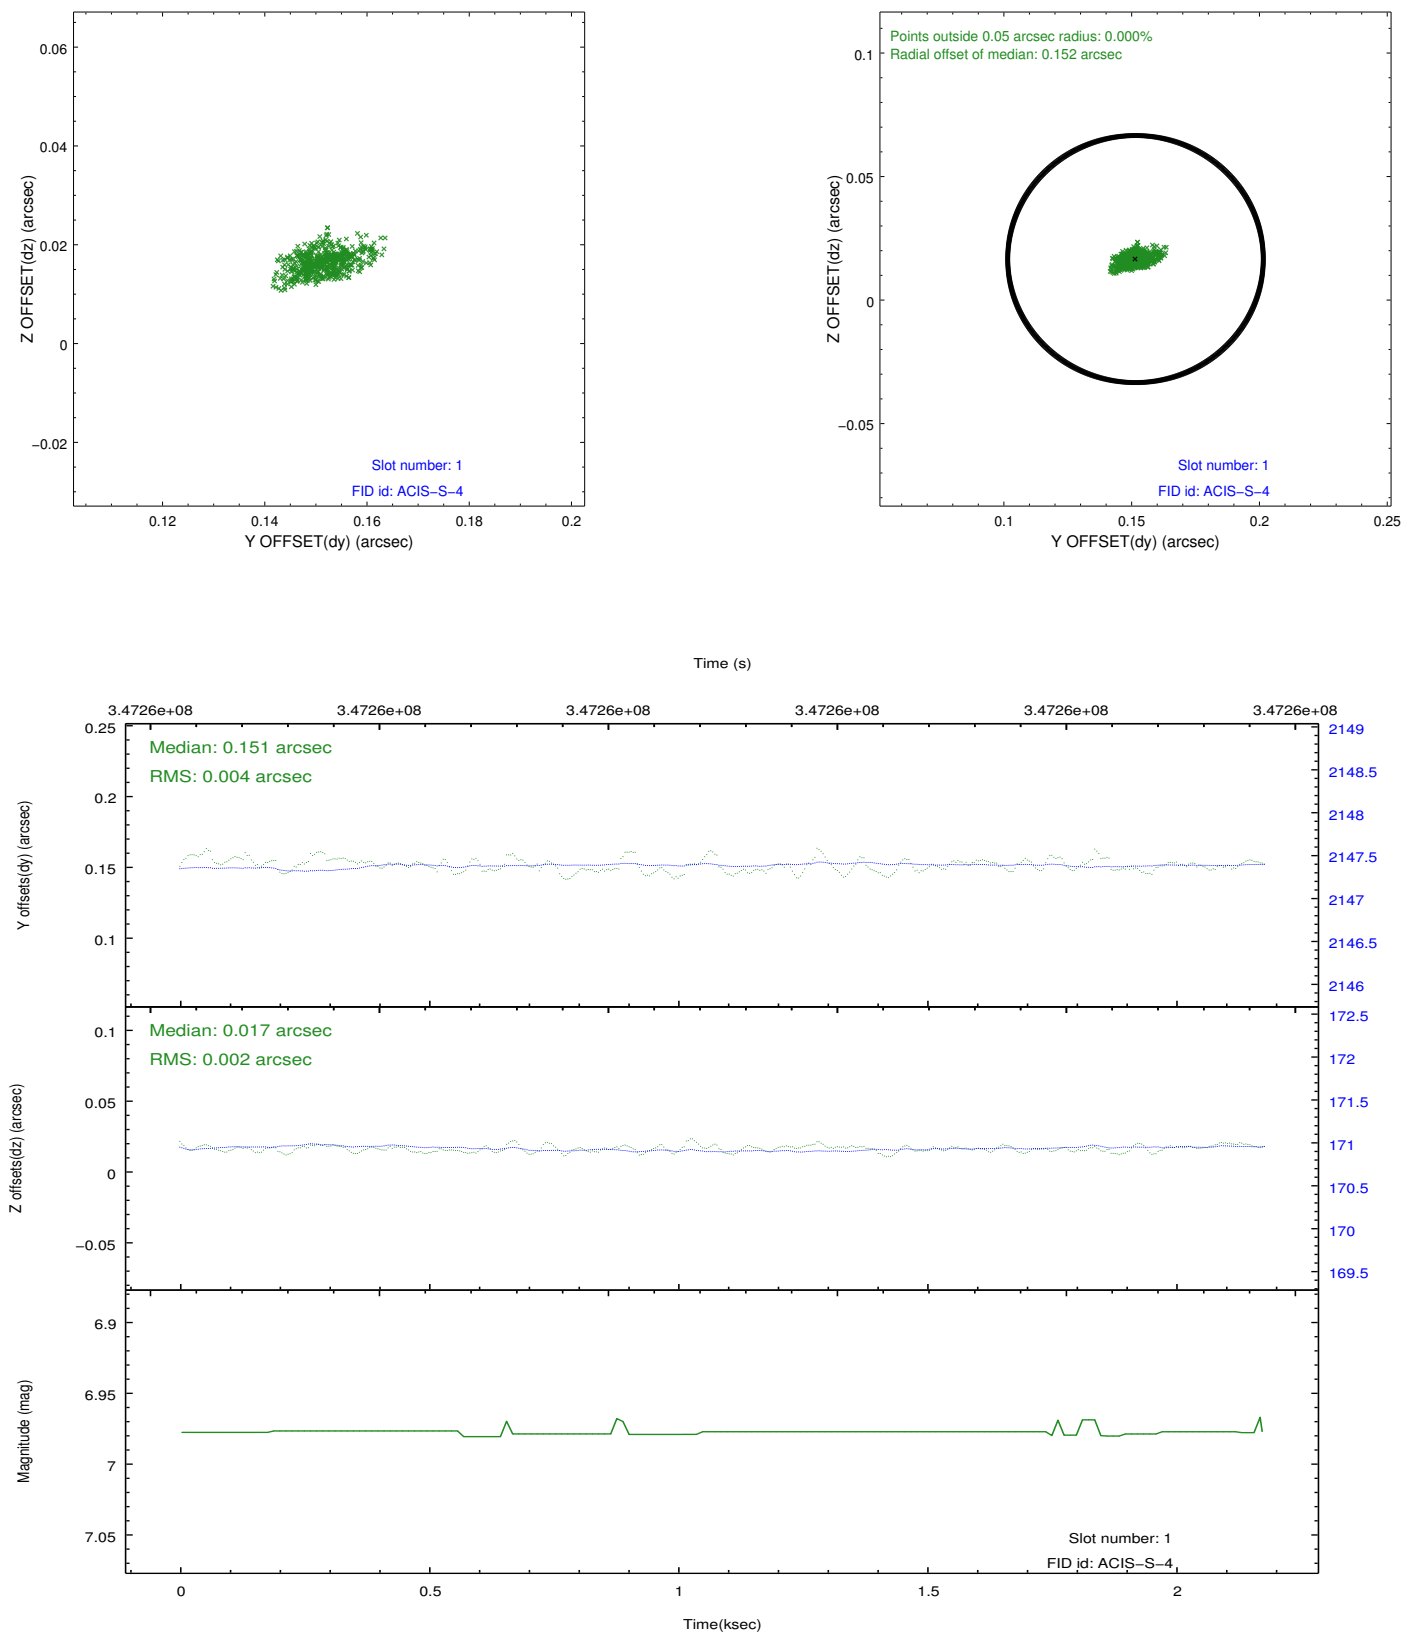 0.06
0.04
0.02
0
−0.02
Z OFFSET(dz) (arcsec)
Slot number: 1
FID id: ACIS−S−4
0.12 0.14 0.16 0.18 0.2
Y OFFSET(dy) (arcsec)
Points outside 0.05 arcsec radius: 0.000%
Radial offset of median: 0.152 arcsec
0.1
0.05
0
−0.05
Z OFFSET(dz) (arcsec)
Slot number: 1
FID id: ACIS−S−4
0.1 0.15 0.2 0.25
Y OFFSET(dy) (arcsec)
Time (s)
3.4726e+08 3.4726e+08 3.4726e+08 3.4726e+08 3.4726e+08 3.4726e+08
Median: 0.151 arcsec
RMS: 0.004 arcsec
0.25
0.2
0.15
0.1
Y offsets(dy) (arcsec)
2149
2148.5
2148
2147.5
2147
2146.5
2146
Median: 0.017 arcsec
RMS: 0.002 arcsec
0.1
0.05
0
−0.05
Z offsets(dz) (arcsec)
172.5
172
171.5
171
170.5
170
169.5
6.9
6.95
7
7.05
Magnitude (mag)
Slot number: 1
FID id: ACIS−S−4
0 0.5 1 1.5 2
Time(ksec)